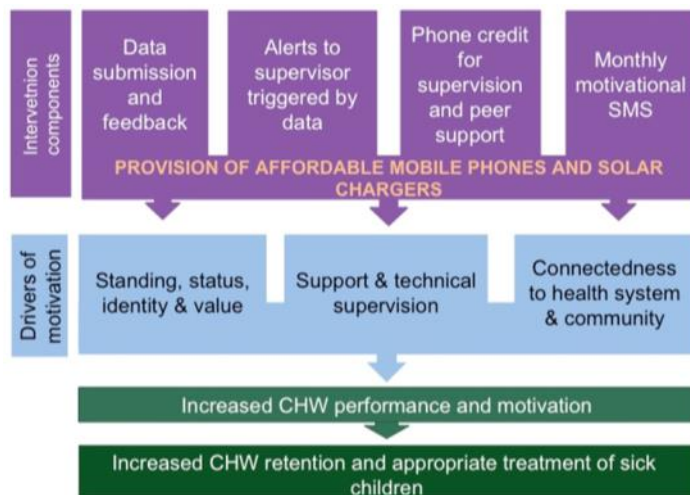 Intervetnion
components
Data
submission
and
feedback
Alerts to
supervisor
triggered by
data
Phone credit
for
supervision
and peer
support
Monthly
motivational
SMS
PROVISION OF AFFORDABLE MOBILE PHONES AND SOLAR
CHARGERS
Drivers of
motivation
Standing, status,
identity & value
Support & technical
supervision
Connectedness
to health system
& community
Increased CHW performance and motivation
Increased CHW retention and appropriate treatment of sick
children